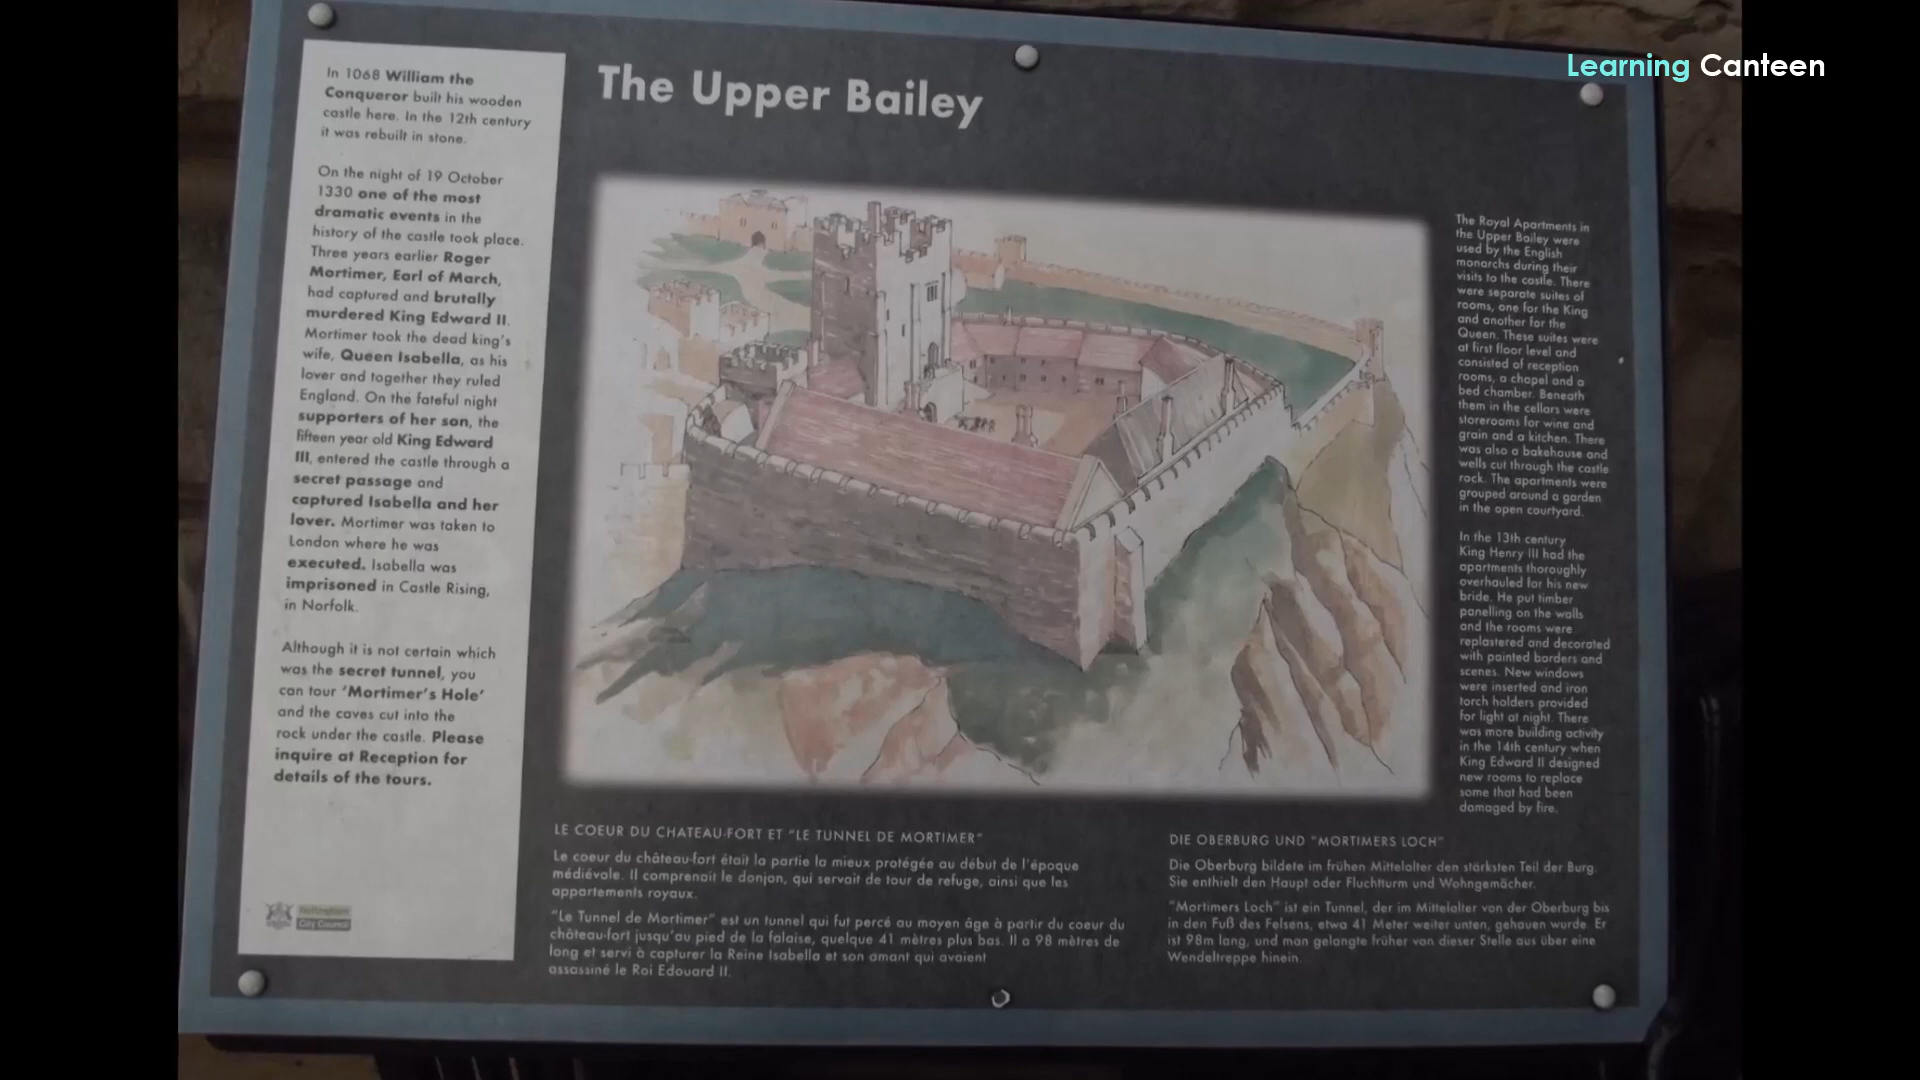 Learning Canteen
The Upper Bailey
In 1068 William the
Conqueror built his wooden
castle here. In the 12th century
it was rebuilt in stone.
On the night of 19 October
1330 one of the most
dramatic events in the
history of the castle took place.
Three years earlier Roger
Mortimer, Earl of March,
had captured and brutally
murdered King Edward II.
Mortimer took the dead king's
wife, Queen Isabella, as his
lover and together they ruled
England. On the fateful night
supporters of her son, the
fifteen year old King Edward
III, entered the castle through a
secret passage and
captured Isabella and her
lover. Mortimer was taken to
London where he was
executed. Isabella was
imprisoned in Castle Rising,
in Norfolk.
Although it is not certain which
was the secret tunnel, you
can tour 'Mortimer's Hole'
and the caves cut into the
rock under the castle. Please
inquire at Reception for
details of the tours.
Nottingham
City Council
The Royal Apartments in
the Upper Bailey were
used by the English
monarchs during their
visits to the castle. There
were separate suites of
rooms, one for the King
and another for the
Queen. These suites were
at first floor level and
consisted of reception
rooms, a chapel and a
bed chamber. Beneath
them in the cellars were
storerooms for wine and
grain and a kitchen. There
was also a bakehouse and
wells cut through the castle
rock. The apartments were
grouped around a garden
in the open courtyard.
In the 13th century
King Henry III had the
apartments thoroughly
overhauled for his new
bride. He put timber
panelling on the walls
and the rooms were
replastered and decorated
with painted borders and
scenes. New windows
were inserted and iron
torch holders provided
for light at night. There
was more building activity
in the 14th century when
King Edward II designed
new rooms to replace
some that had been
damaged by fire.
LE COEUR DU CHATEAU-FORT ET "LE TUNNEL DE MORTIMER"
Le coeur du château-fort était la partie la mieux protégée au début de l'époque
médiévale. Il comprenait le donjon, qui servait de tour de refuge, ainsi que les
appartements royaux.
"Le Tunnel de Mortimer" est un tunnel qui fut percé au moyen âge à partir du coeur du
château-fort jusqu'au pied de la falaise, quelque 41 mètres plus bas. Il a 98 mètres de
long et servi à capturer la Reine Isabella et son amant qui avaient
assassiné le Roi Edouard II.
DIE OBERBURG UND "MORTIMERS LOCH"
Die Oberburg bildete im frühen Mittelalter den stärksten Teil der Burg.
Sie enthielt den Haupt oder Fluchtturm und Wohngemächer.
"Mortimers Loch" ist ein Tunnel, der im Mittelalter von der Oberburg bis
in den Fuß des Felsens, etwa 41 Meter weiter unten, gehauen wurde. Er
ist 98m lang, und man gelangte früher von dieser Stelle aus über eine
Wendeltreppe hinein.